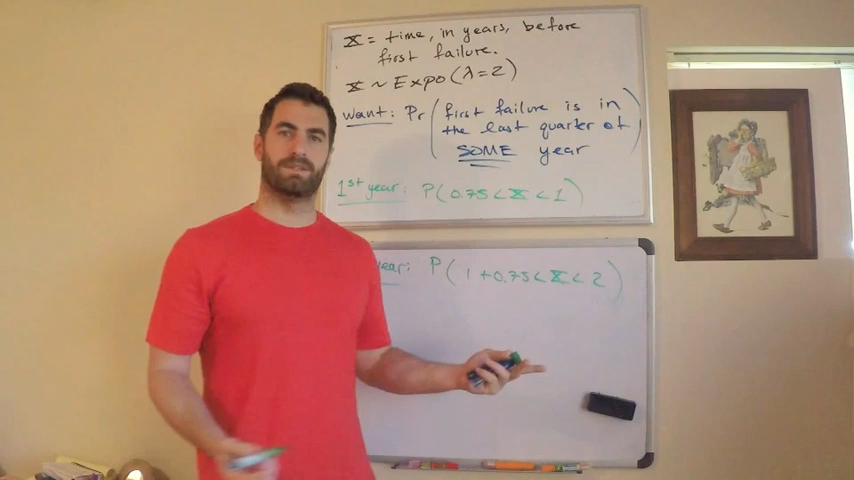 X = time, in years, before
first failure.
X ~ Expo(λ=2)
Want: Pr (first failure is in
the last quarter of
SOME year)
1st year: P(0.75 < X < 1)
year: P(1 + 0.75 < X < 2)